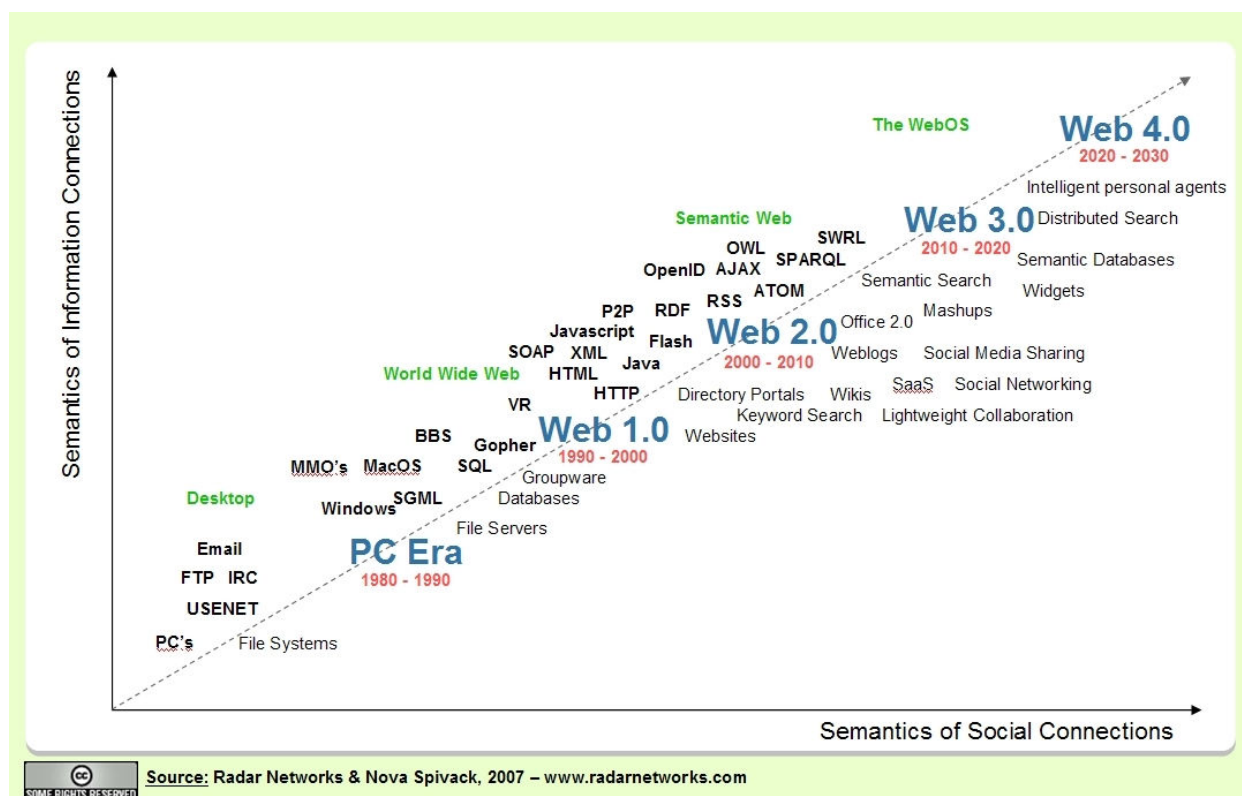 Semantics of Information Connections
The WebOS
Web 4.0
2020 - 2030
Intelligent personal agents
Semantic Web
Web 3.0
Distributed Search
2010 - 2020
SWRL
OWL
SPARQL
Semantic Databases
OpenID
AJAX
Semantic Search
ATOM
Widgets
RSS
P2P
RDF
Mashups
Office 2.0
Javascript
Web 2.0
Flash
SOAP
XML
Weblogs
Social Media Sharing
Java
2000 - 2010
World Wide Web
HTML
SaaS
Social Networking
HTTP
Directory Portals
Wikis
VR
Keyword Search
Lightweight Collaboration
BBS
Web 1.0
Websites
Gopher
1990 - 2000
MMO's
MacOS
SQL
Groupware
Desktop
SGML
Databases
Windows
File Servers
Email
PC Era
FTP
IRC
1980 - 1990
USENET
PC's
File Systems
Semantics of Social Connections
cc
SOME RIGHTS RESERVED
Source: Radar Networks & Nova Spivack, 2007 – www.radarnetworks.com